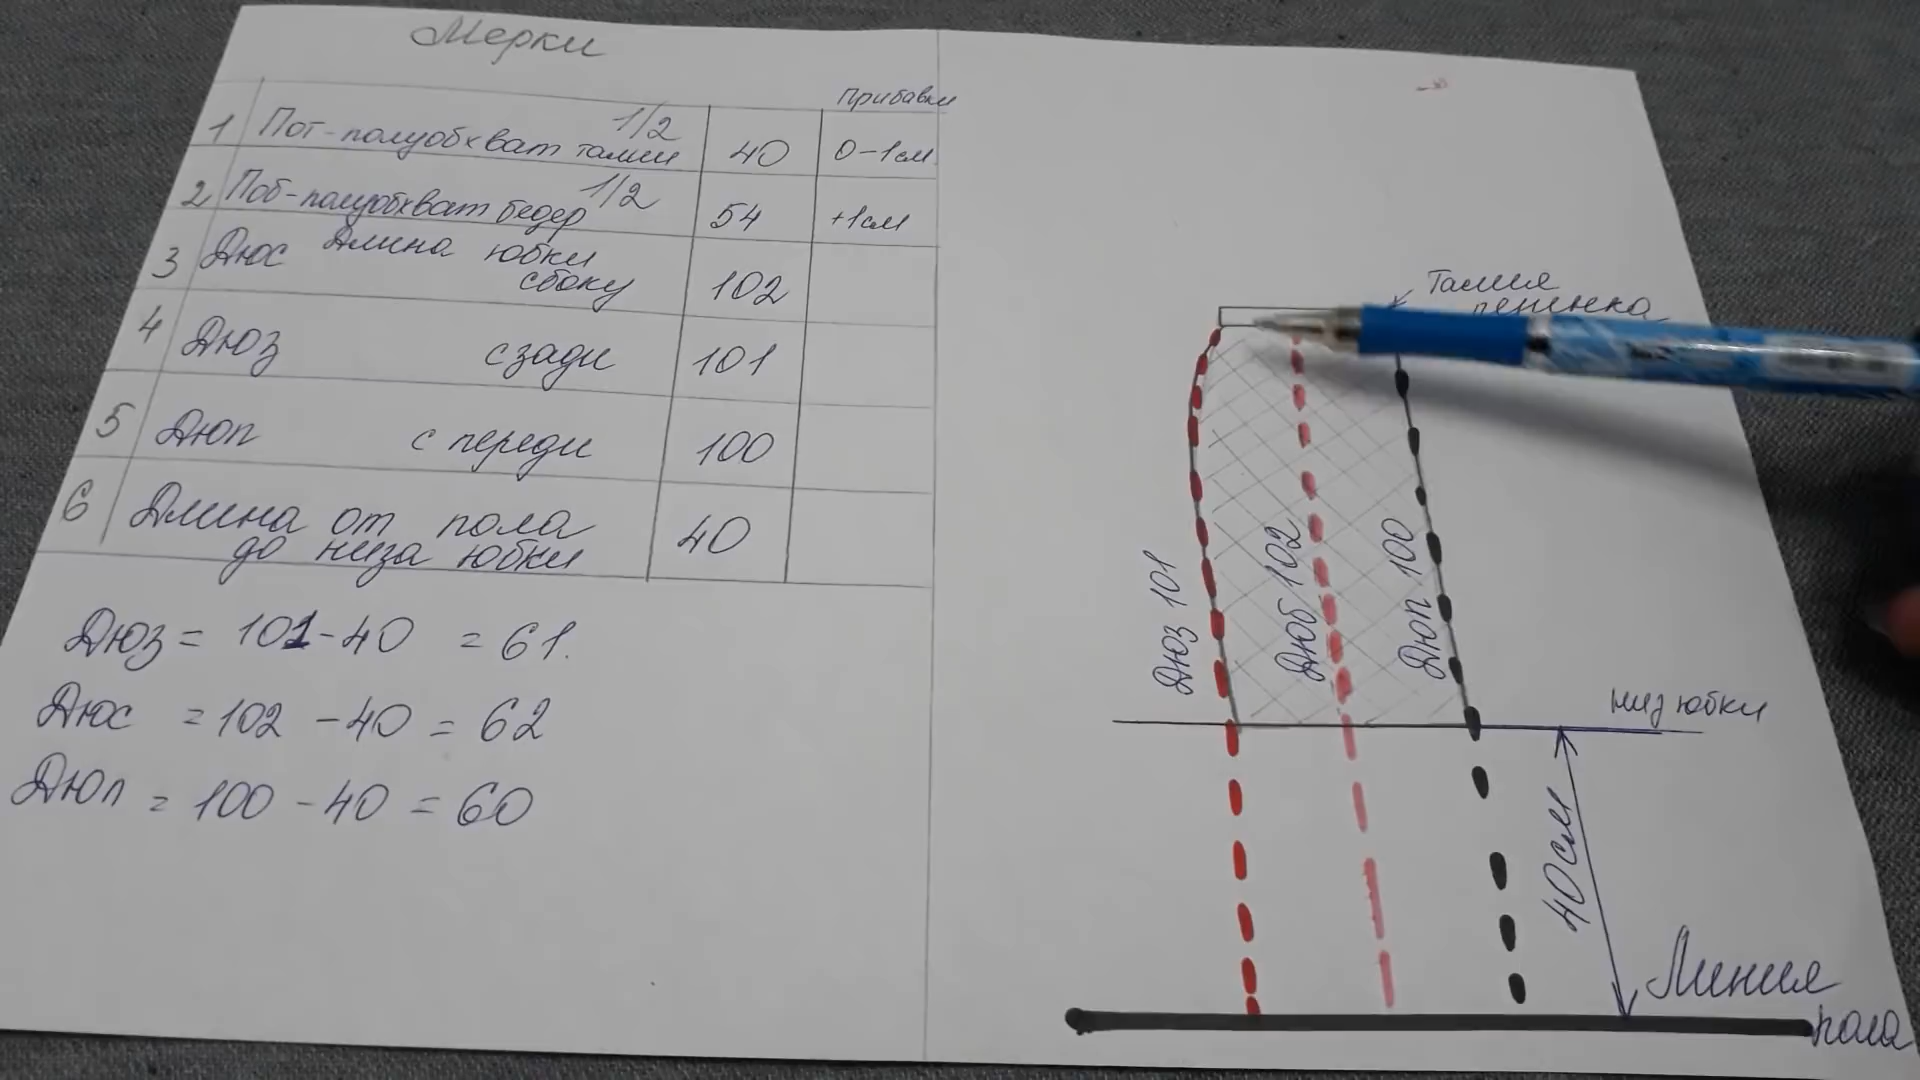 Мерки
Прибавки
1 Пот-полуобхват талии 1/2 40 0-1см
2 Поб-полуобхват бедер 1/2 54 +1см
3 Дюс Длина юбки
сбоку 102
4 Дюз сзади 101
5 Дюп с переди 100
6 Длина от пола
до низа юбки 40
Дюз = 101-40 = 61.
Дюс = 102 -40 = 62
Дюп = 100 -40 = 60
Талия
резинка
Дюз 101
Дюб 102
Дюп 100
низ юбки
40см
Линия
пола